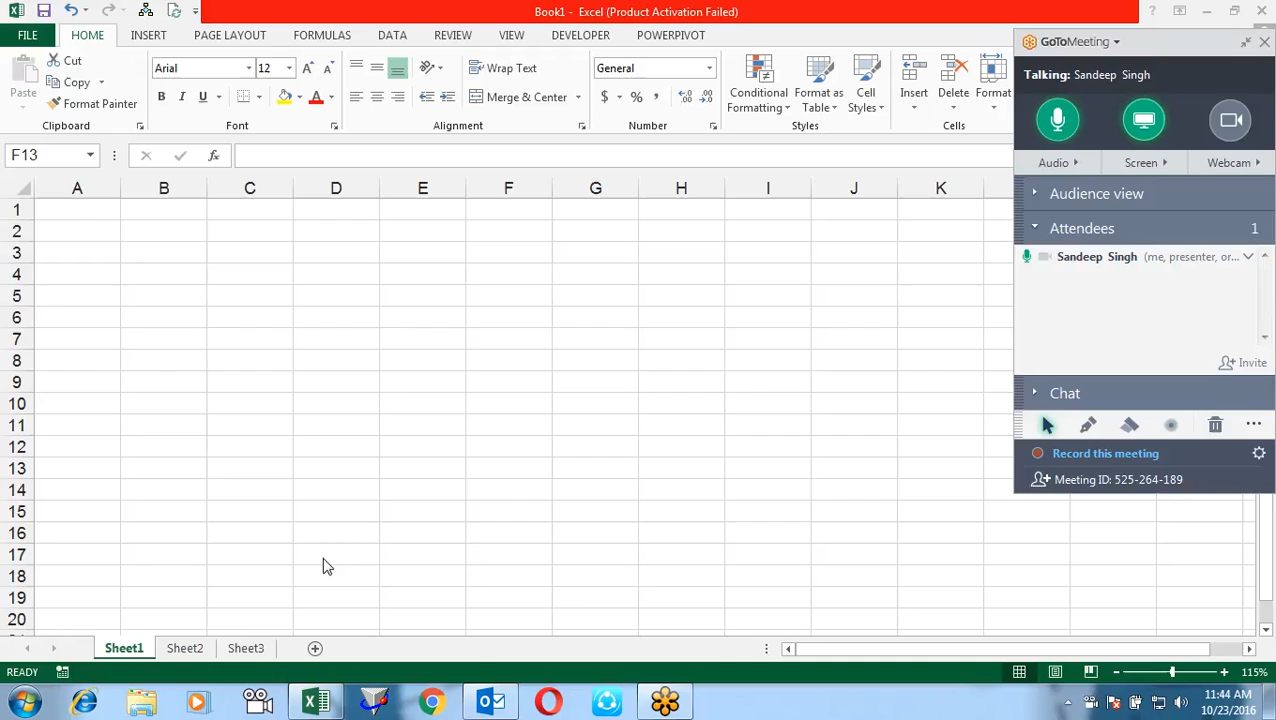 Book1 - Excel (Product Activation Failed)
FILE HOME INSERT PAGE LAYOUT FORMULAS DATA REVIEW VIEW DEVELOPER POWERPIVOT
Paste
Cut
Copy
Format Painter
Clipboard
Arial 12
B I U A
Font
Wrap Text
Merge & Center
Alignment
General
$ % ,
Number
Conditional Formatting
Format as Table
Cell Styles
Styles
Insert Delete Format
Cells
F13
fx
A B C D E F G H I J K
1
2
3
4
5
6
7
8
9
10
11
12
13
14
15
16
17
18
19
20
GoToMeeting
Talking: Sandeep Singh
Audio Screen Webcam
Audience view
Attendees 1
Sandeep Singh (me, presenter, or...
Invite
Chat
Record this meeting
Meeting ID: 525-264-189
Sheet1 Sheet2 Sheet3
READY
115%
11:44 AM
10/23/2016